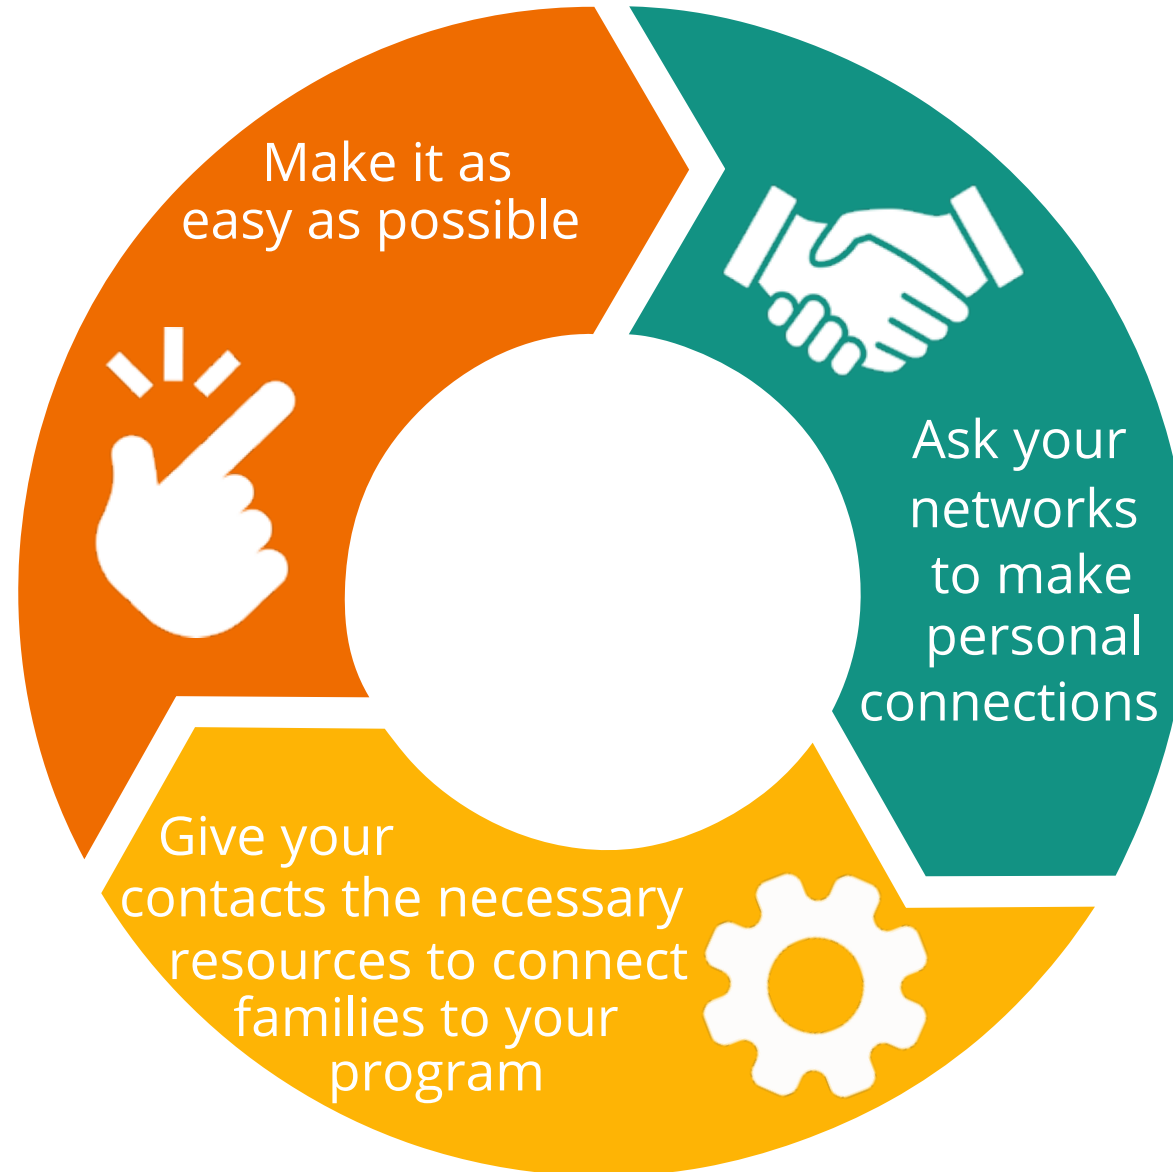 Make it as
easy as possible
Ask your
networks
to make
personal
connections
Give your
contacts the necessary
resources to connect
families to your
program